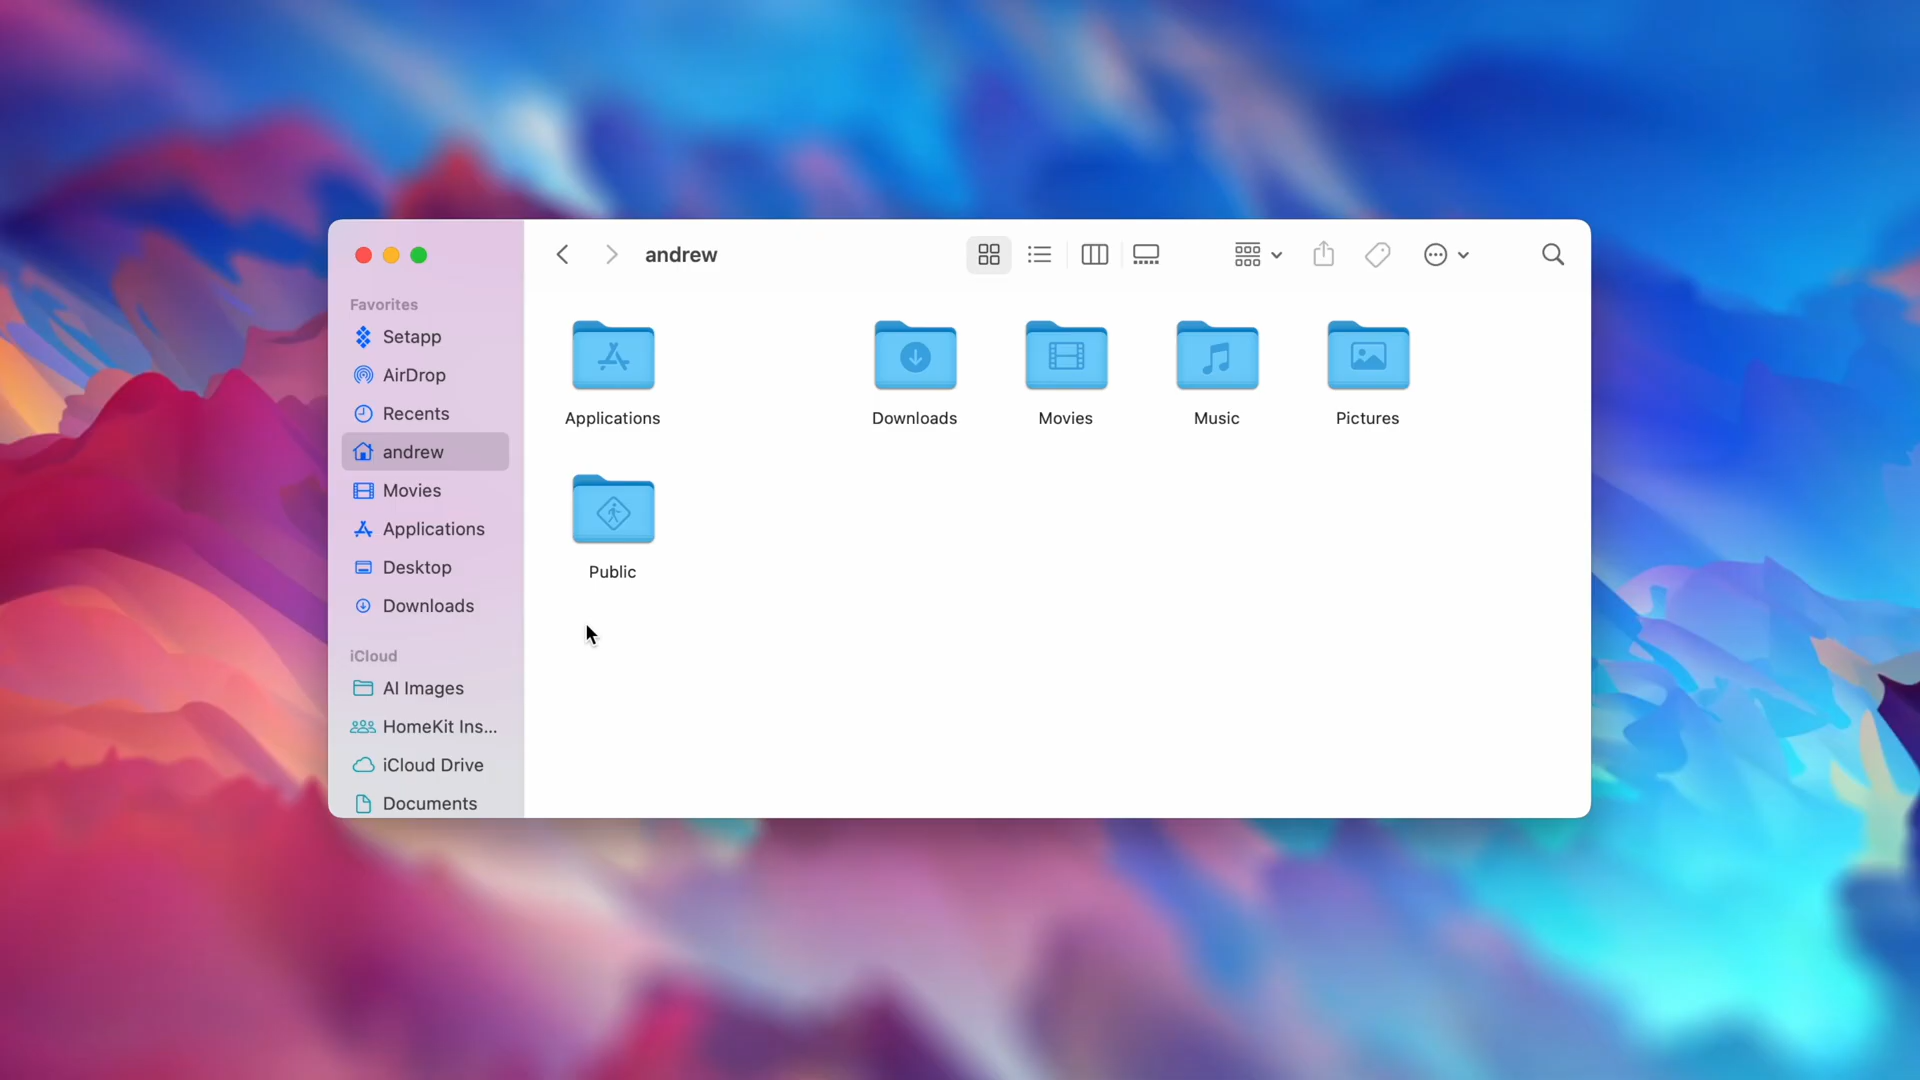 andrew
Favorites
Setapp
AirDrop
Recents
andrew
Movies
Applications
Desktop
Downloads
iCloud
AI Images
HomeKit Ins...
iCloud Drive
Documents
Applications
Downloads
Movies
Music
Pictures
Public